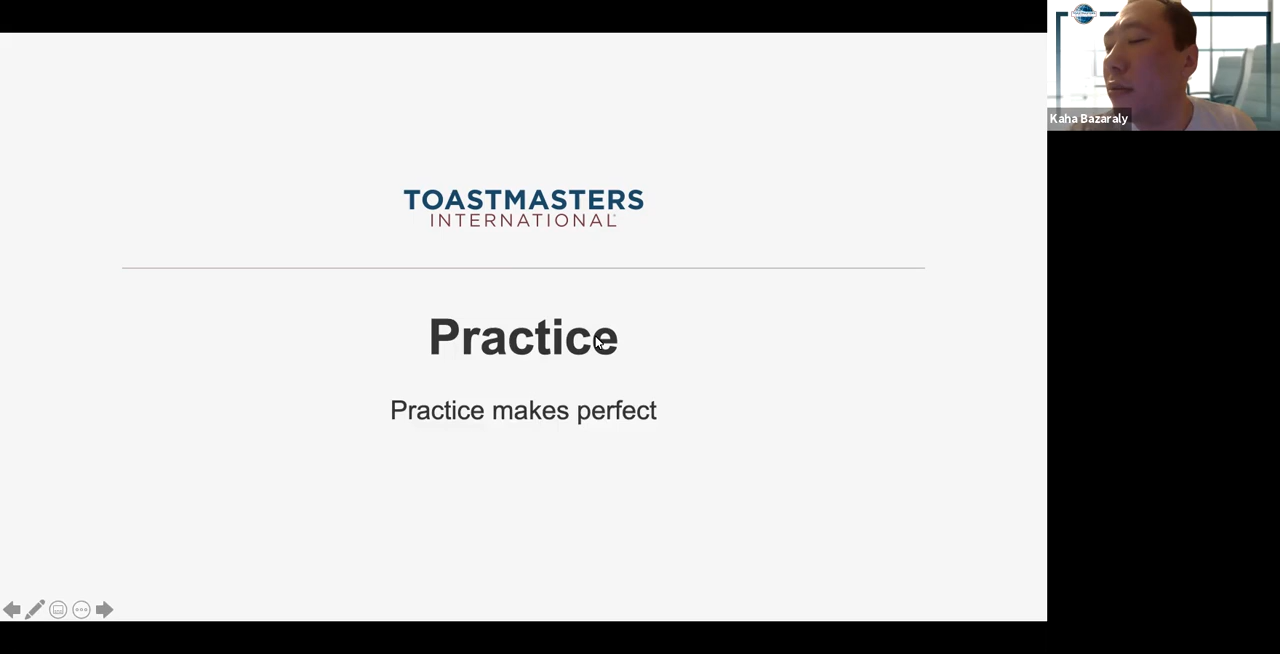 TOASTMASTERS
INTERNATIONAL
Practice
Practice makes perfect
Kaha Bazaraly